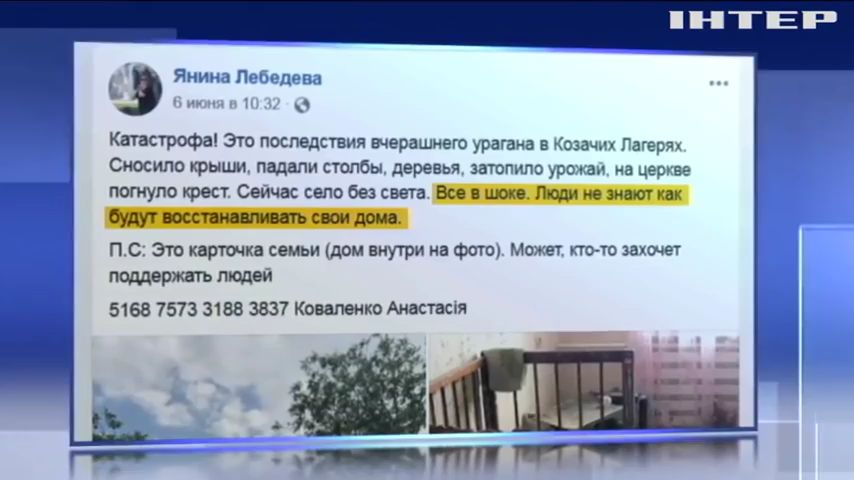 ІНТЕР
Янина Лебедева
6 июня в 10:32 ·
Катастрофа! Это последствия вчерашнего урагана в Козачих Лагерях.
Сносило крыши, падали столбы, деревья, затопило урожай, на церкве
погнуло крест. Сейчас село без света. Все в шоке. Люди не знают как
будут восстанавливать свои дома.
П.С: Это карточка семьи (дом внутри на фото). Может, кто-то захочет
поддержать людей
5168 7573 3188 3837 Коваленко Анастасія